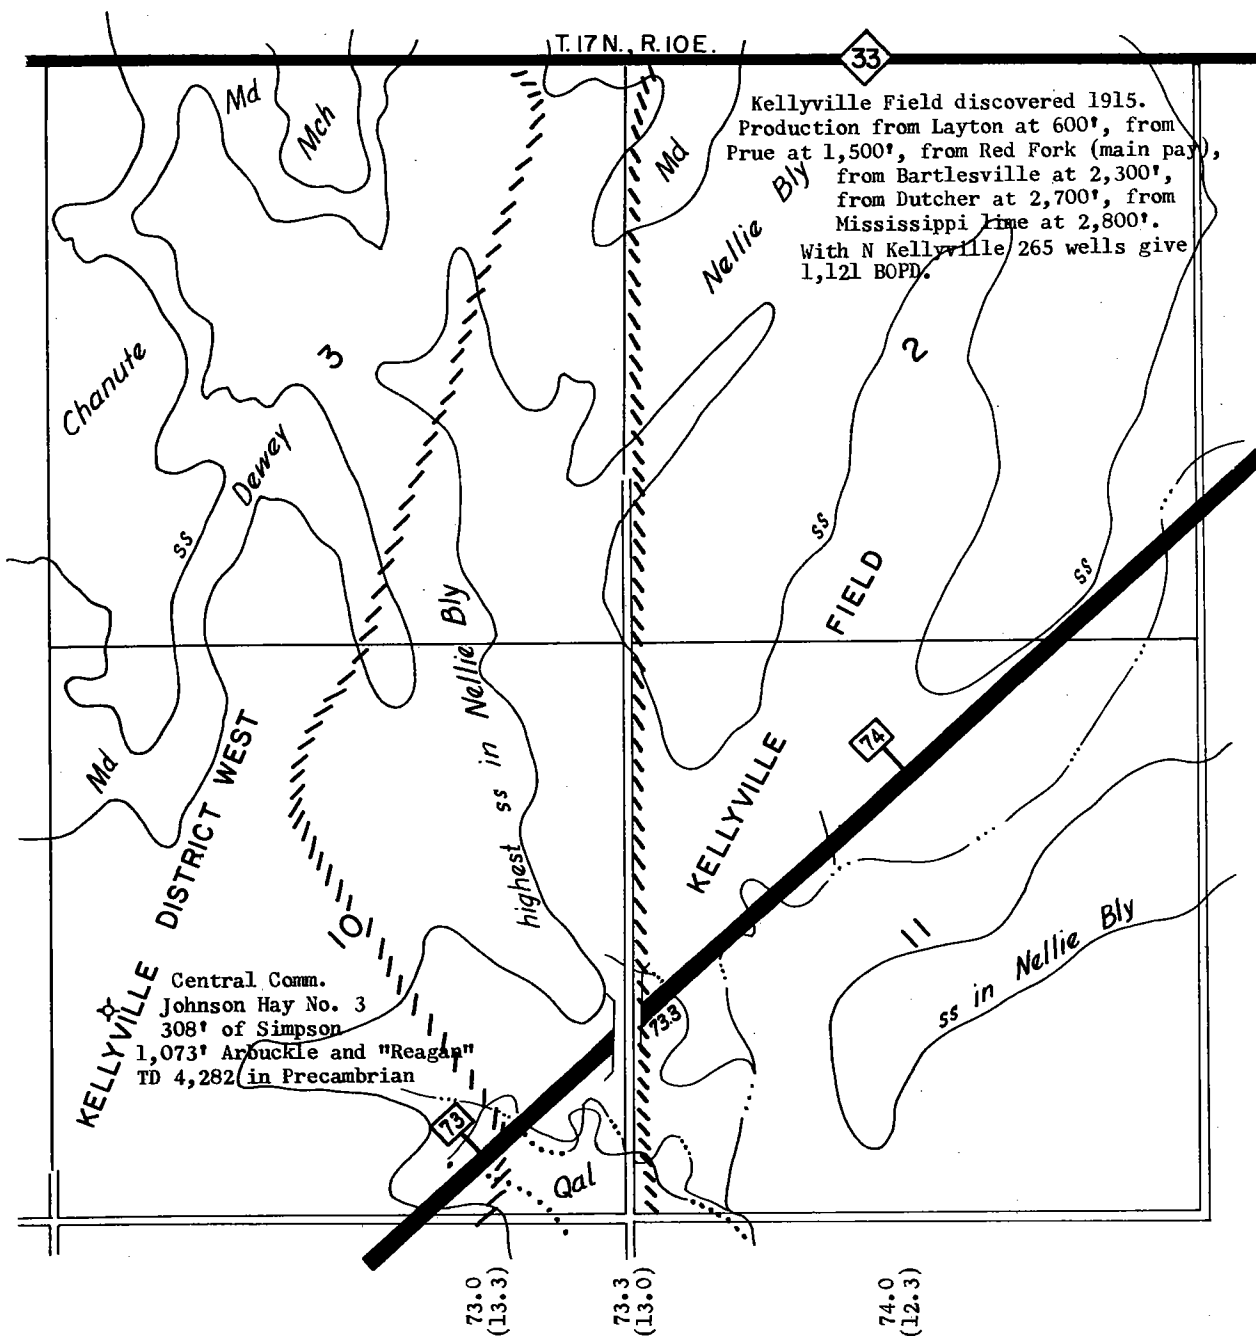 T. 17 N., R. 10 E.
33
Md
Mch
Md
Kellyville Field discovered 1915.
Production from Layton at 600', from
Prue at 1,500', from Red Fork (main pay),
from Bartlesville at 2,300',
from Dutcher at 2,700', from
Mississippi lime at 2,800'.
With N Kellyville 265 wells give
1,121 BOPD.
Nellie Bly
Chanute
3
2
Dewey
ss
ss
ss
FIELD
Nellie Bly
highest ss in Nellie Bly
Md
KELLYVILLE DISTRICT WEST
KELLYVILLE
74
10
11
ss in Nellie Bly
Central Comm.
Johnson Hay No. 3
308' of Simpson
1,073' Arbuckle and "Reagan"
TD 4,282 in Precambrian
73.3
73
Qal
73.0
(13.3)
73.3
(13.0)
74.0
(12.3)